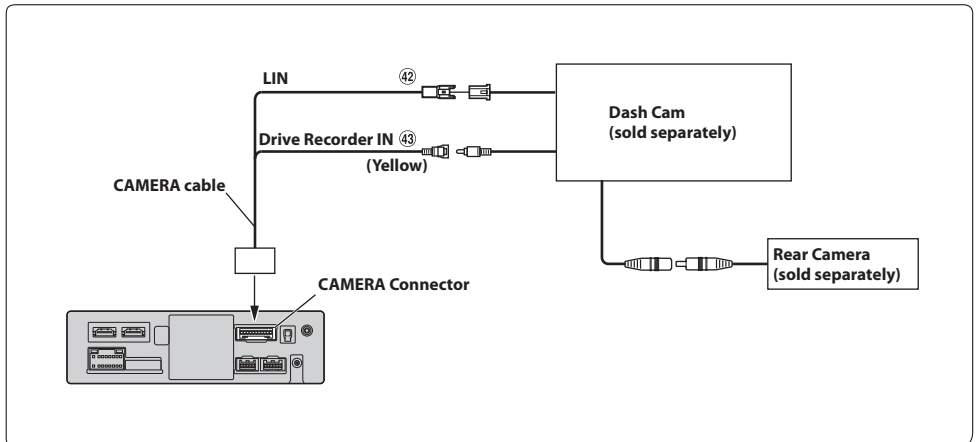 LIN
㊷
Dash Cam
(sold separately)
Drive Recorder IN ㊸
(Yellow)
CAMERA cable
Rear Camera
(sold separately)
CAMERA Connector